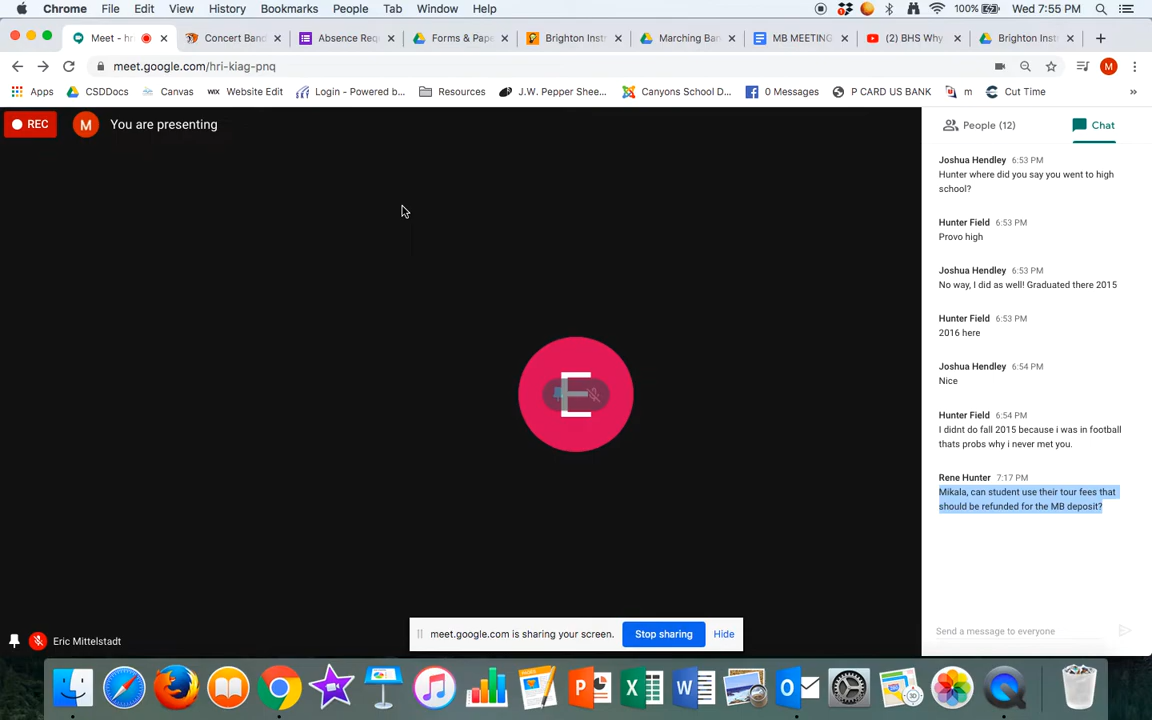 Chrome File Edit View History Bookmarks People Tab Window Help 100% Wed 7:55 PM
Meet - hr Concert Band Absence Req Forms & Pape Brighton Instr Marching Ban MB MEETING (2) BHS Why Brighton Instr
meet.google.com/hri-kiag-pnq M
Apps CSDDocs Canvas Website Edit Login - Powered b... Resources J.W. Pepper Shee... Canyons School D... 0 Messages P CARD US BANK m Cut Time »
REC M You are presenting
People (12) Chat
Joshua Hendley 6:53 PM
Hunter where did you say you went to high
school?
Hunter Field 6:53 PM
Provo high
Joshua Hendley 6:53 PM
No way, I did as well! Graduated there 2015
Hunter Field 6:53 PM
2016 here
Joshua Hendley 6:54 PM
Nice
Hunter Field 6:54 PM
I didnt do fall 2015 because i was in football
thats probs why i never met you.
Rene Hunter 7:17 PM
Mikala, can student use their tour fees that
should be refunded for the MB deposit?
E
Send a message to everyone
meet.google.com is sharing your screen. Stop sharing Hide
Eric Mittelstadt